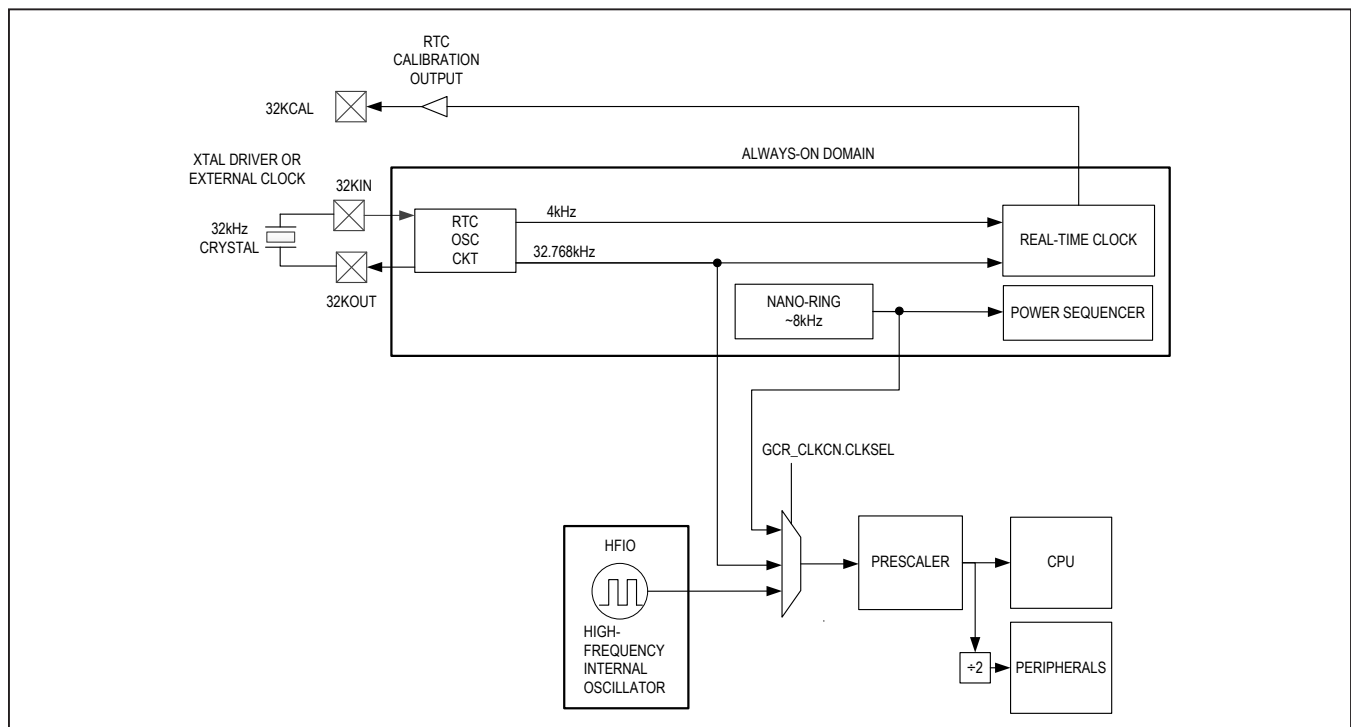 RTC
CALIBRATION
OUTPUT
32KCAL
ALWAYS-ON DOMAIN
XTAL DRIVER OR
EXTERNAL CLOCK
32KIN
32kHz
CRYSTAL
32KOUT
RTC
OSC
CKT
4kHz
32.768kHz
REAL-TIME CLOCK
NANO-RING
~8kHz
POWER SEQUENCER
GCR_CLKCN.CLKSEL
HFIO
HIGH-
FREQUENCY
INTERNAL
OSCILLATOR
PRESCALER
CPU
÷2
PERIPHERALS